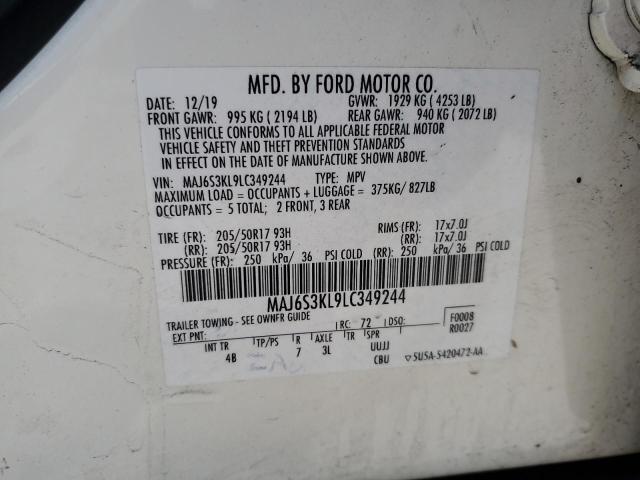 MFD. BY FORD MOTOR CO.
DATE: 12/19 GVWR: 1929 KG ( 4253 LB)
FRONT GAWR: 995 KG ( 2194 LB) REAR GAWR: 940 KG ( 2072 LB)
THIS VEHICLE CONFORMS TO ALL APPLICABLE FEDERAL MOTOR
VEHICLE SAFETY AND THEFT PREVENTION STANDARDS
IN EFFECT ON THE DATE OF MANUFACTURE SHOWN ABOVE.
VIN: MAJ6S3KL9LC349244 TYPE: MPV
MAXIMUM LOAD = OCCUPANTS + LUGGAGE = 375KG/ 827LB
OCCUPANTS = 5 TOTAL; 2 FRONT, 3 REAR
TIRE (FR): 205/50R17 93H RIMS (FR): 17x7.0J
(RR): 205/50R17 93H (RR): 17x7.0J
PRESSURE (FR): 250 kPa/ 36 PSI COLD (RR): 250 kPa/ 36 PSI COLD
MAJ6S3KL9LC349244
TRAILER TOWING - SEE OWNER GUIDE
EXT PNT: RC: 72 DSO: F0008
R0027
INT TR TP/PS R AXLE TR SPR
4B 7 3L UUJJ
CBU 5U5A-S420472-AA